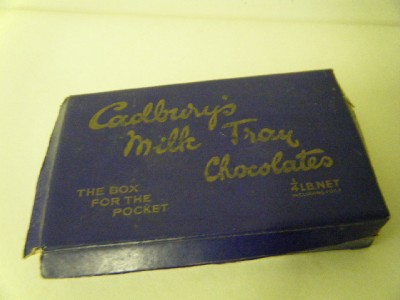 Cadbury's
Milk Tray
Chocolates
THE BOX
FOR THE
POCKET
¼ LB. NET